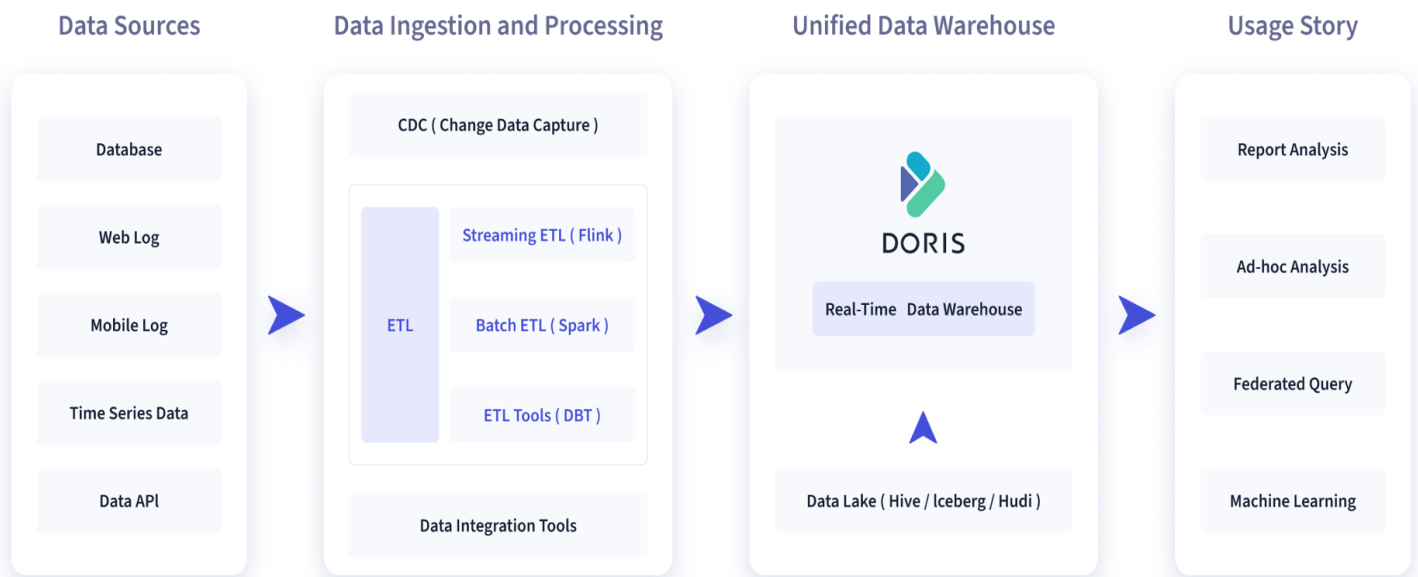 Data Sources
Data Ingestion and Processing
Unified Data Warehouse
Usage Story
Database
Web Log
Mobile Log
Time Series Data
Data APl
CDC ( Change Data Capture )
ETL
Streaming ETL ( Flink )
Batch ETL ( Spark )
ETL Tools ( DBT )
Data Integration Tools
DORIS
Real-Time Data Warehouse
Data Lake ( Hive / lceberg / Hudi )
Report Analysis
Ad-hoc Analysis
Federated Query
Machine Learning